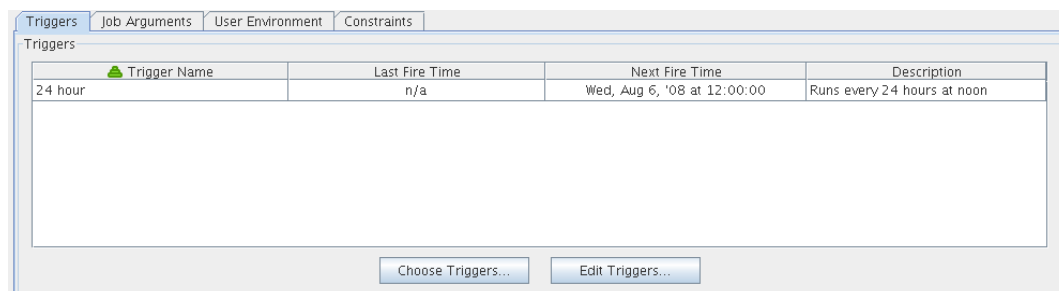 Triggers Job Arguments User Environment Constraints
Triggers
Trigger Name Last Fire Time Next Fire Time Description
24 hour n/a Wed, Aug 6, '08 at 12:00:00 Runs every 24 hours at noon
Choose Triggers... Edit Triggers...